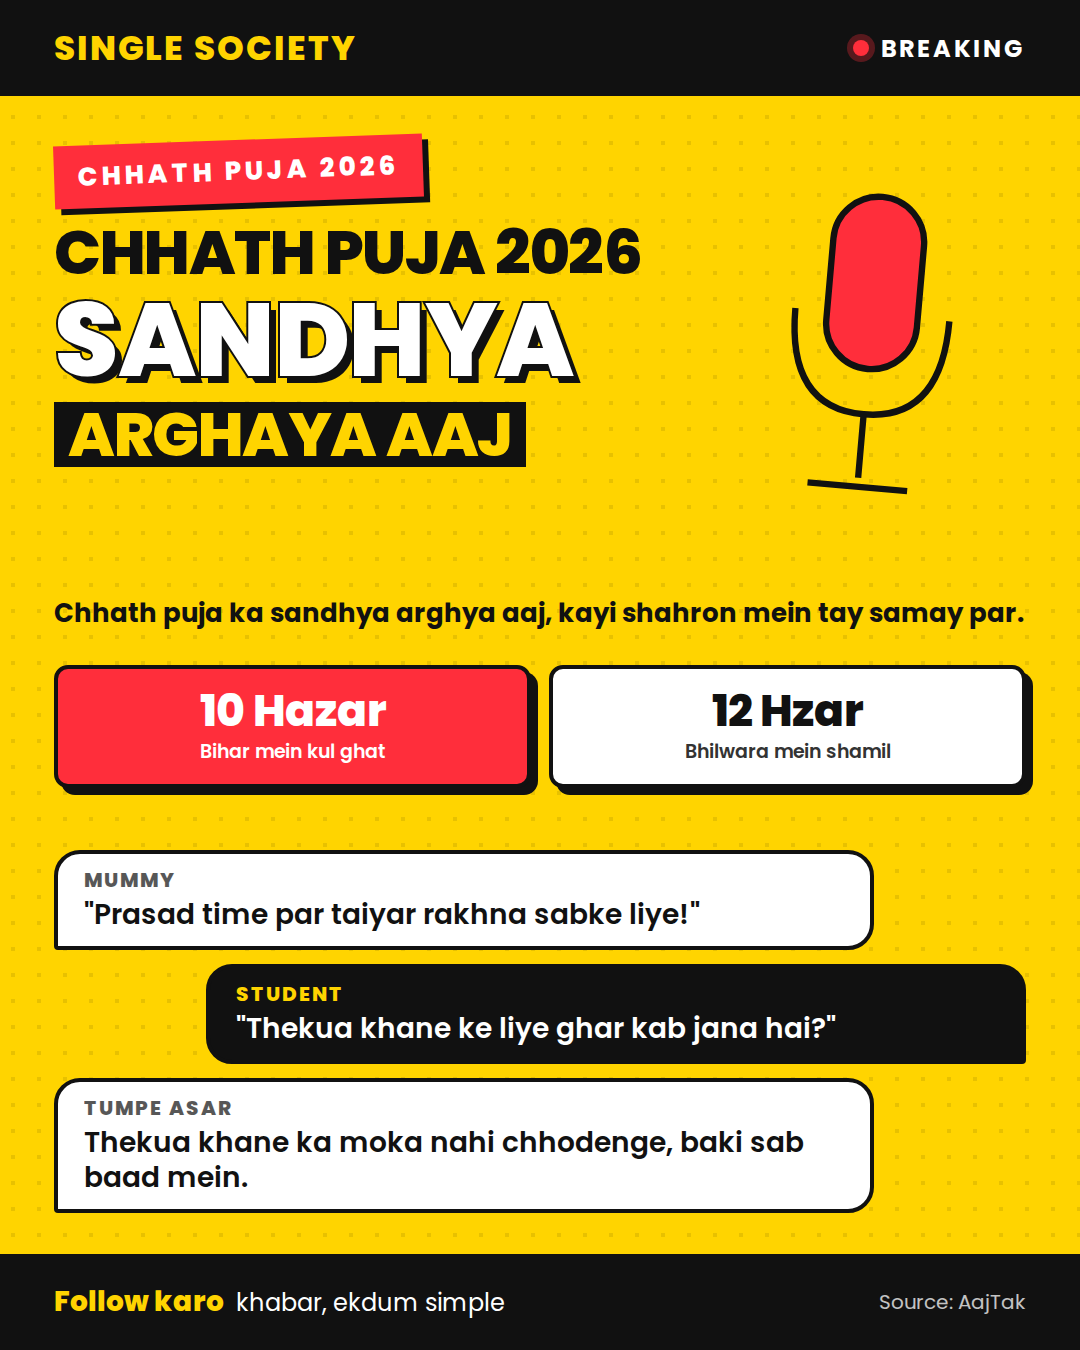 SINGLE SOCIETY
BREAKING
CHHATH PUJA 2026
CHHATH PUJA 2026
SANDHYA
ARGHAYA AAJ
Chhath puja ka sandhya arghya aaj, kayi shahron mein tay samay par.
10 Hazar
Bihar mein kul ghat
12 Hzar
Bhilwara mein shamil
MUMMY
"Prasad time par taiyar rakhna sabke liye!"
STUDENT
"Thekua khane ke liye ghar kab jana hai?"
TUMPE ASAR
Thekua khane ka moka nahi chhodenge, baki sab
baad mein.
Follow karo khabar, ekdum simple
Source: AajTak